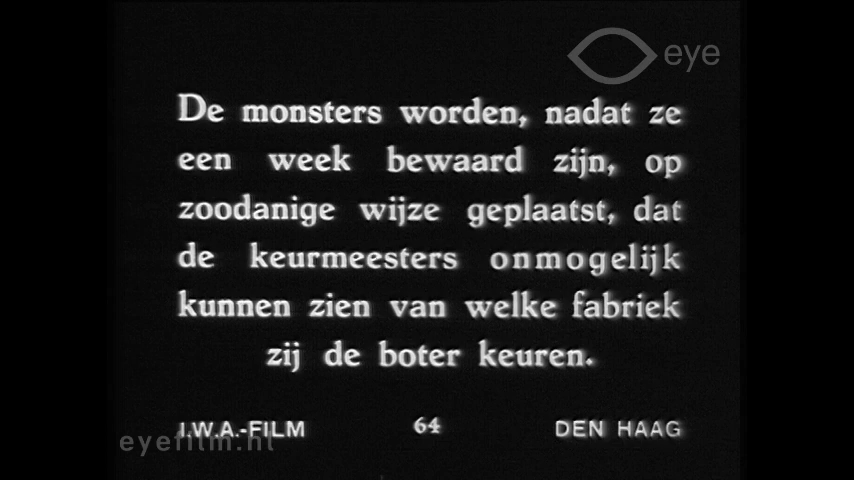 eye
De monsters worden, nadat ze
een week bewaard zijn, op
zoodanige wijze geplaatst, dat
de keurmeesters onmogelijk
kunnen zien van welke fabriek
zij de boter keuren.
I.W.A.-FILM 64 DEN HAAG
eyefilm.nl